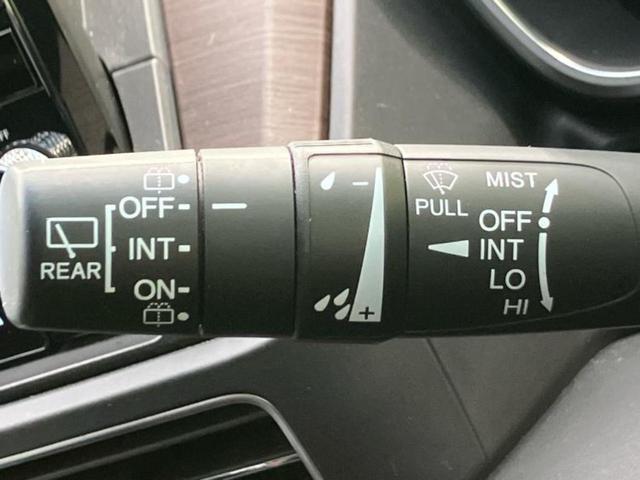 OFF
INT
REAR
ON
-
+
PULL
MIST
OFF
INT
LO
HI